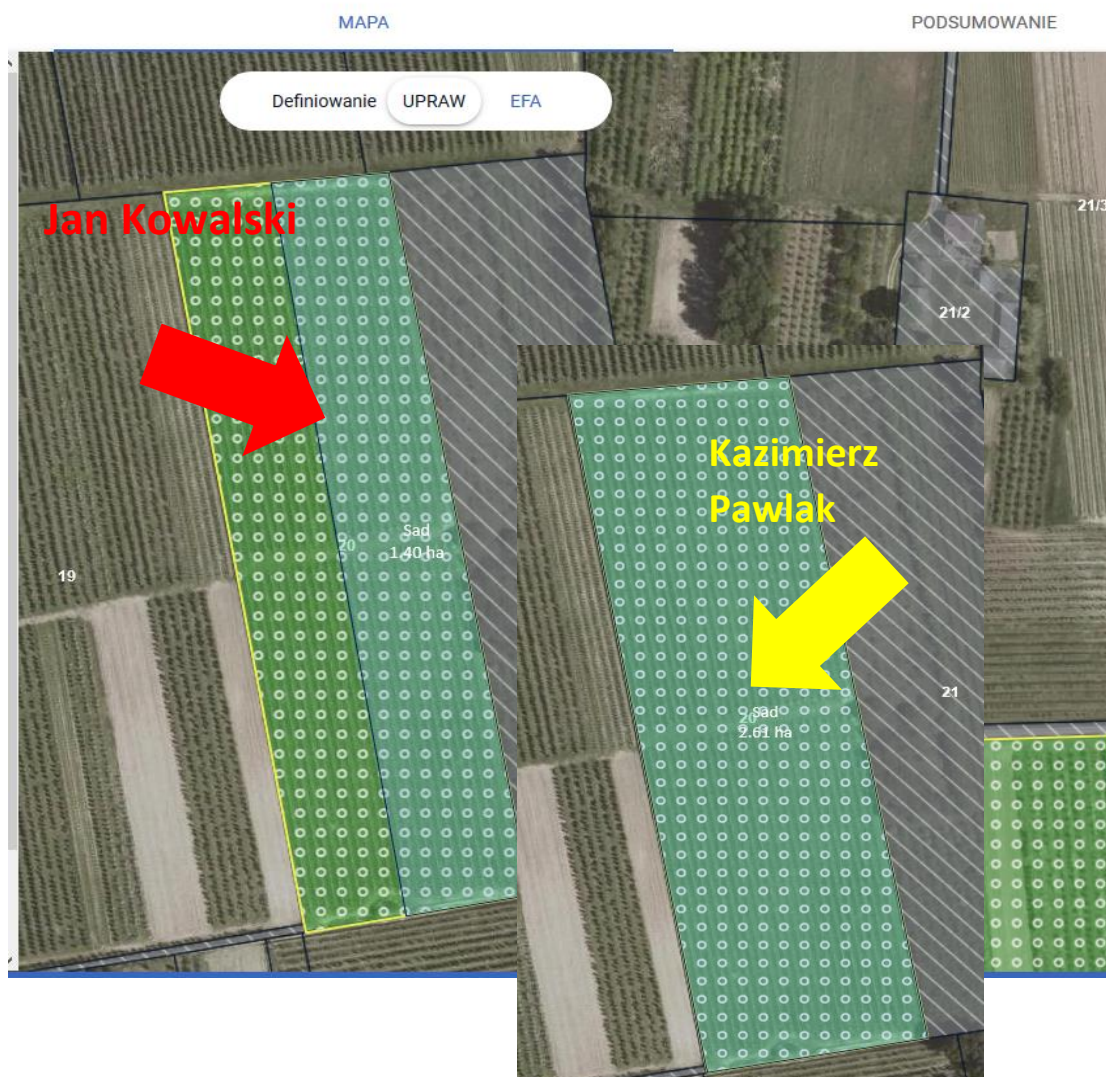 MAPA
PODSUMOWANIE
Definiowanie UPRAW EFA
Jan Kowalski
21/3
21/2
Kazimierz
Pawlak
Sad
1.40 ha
20
19
21
20
Sad
2.61 ha